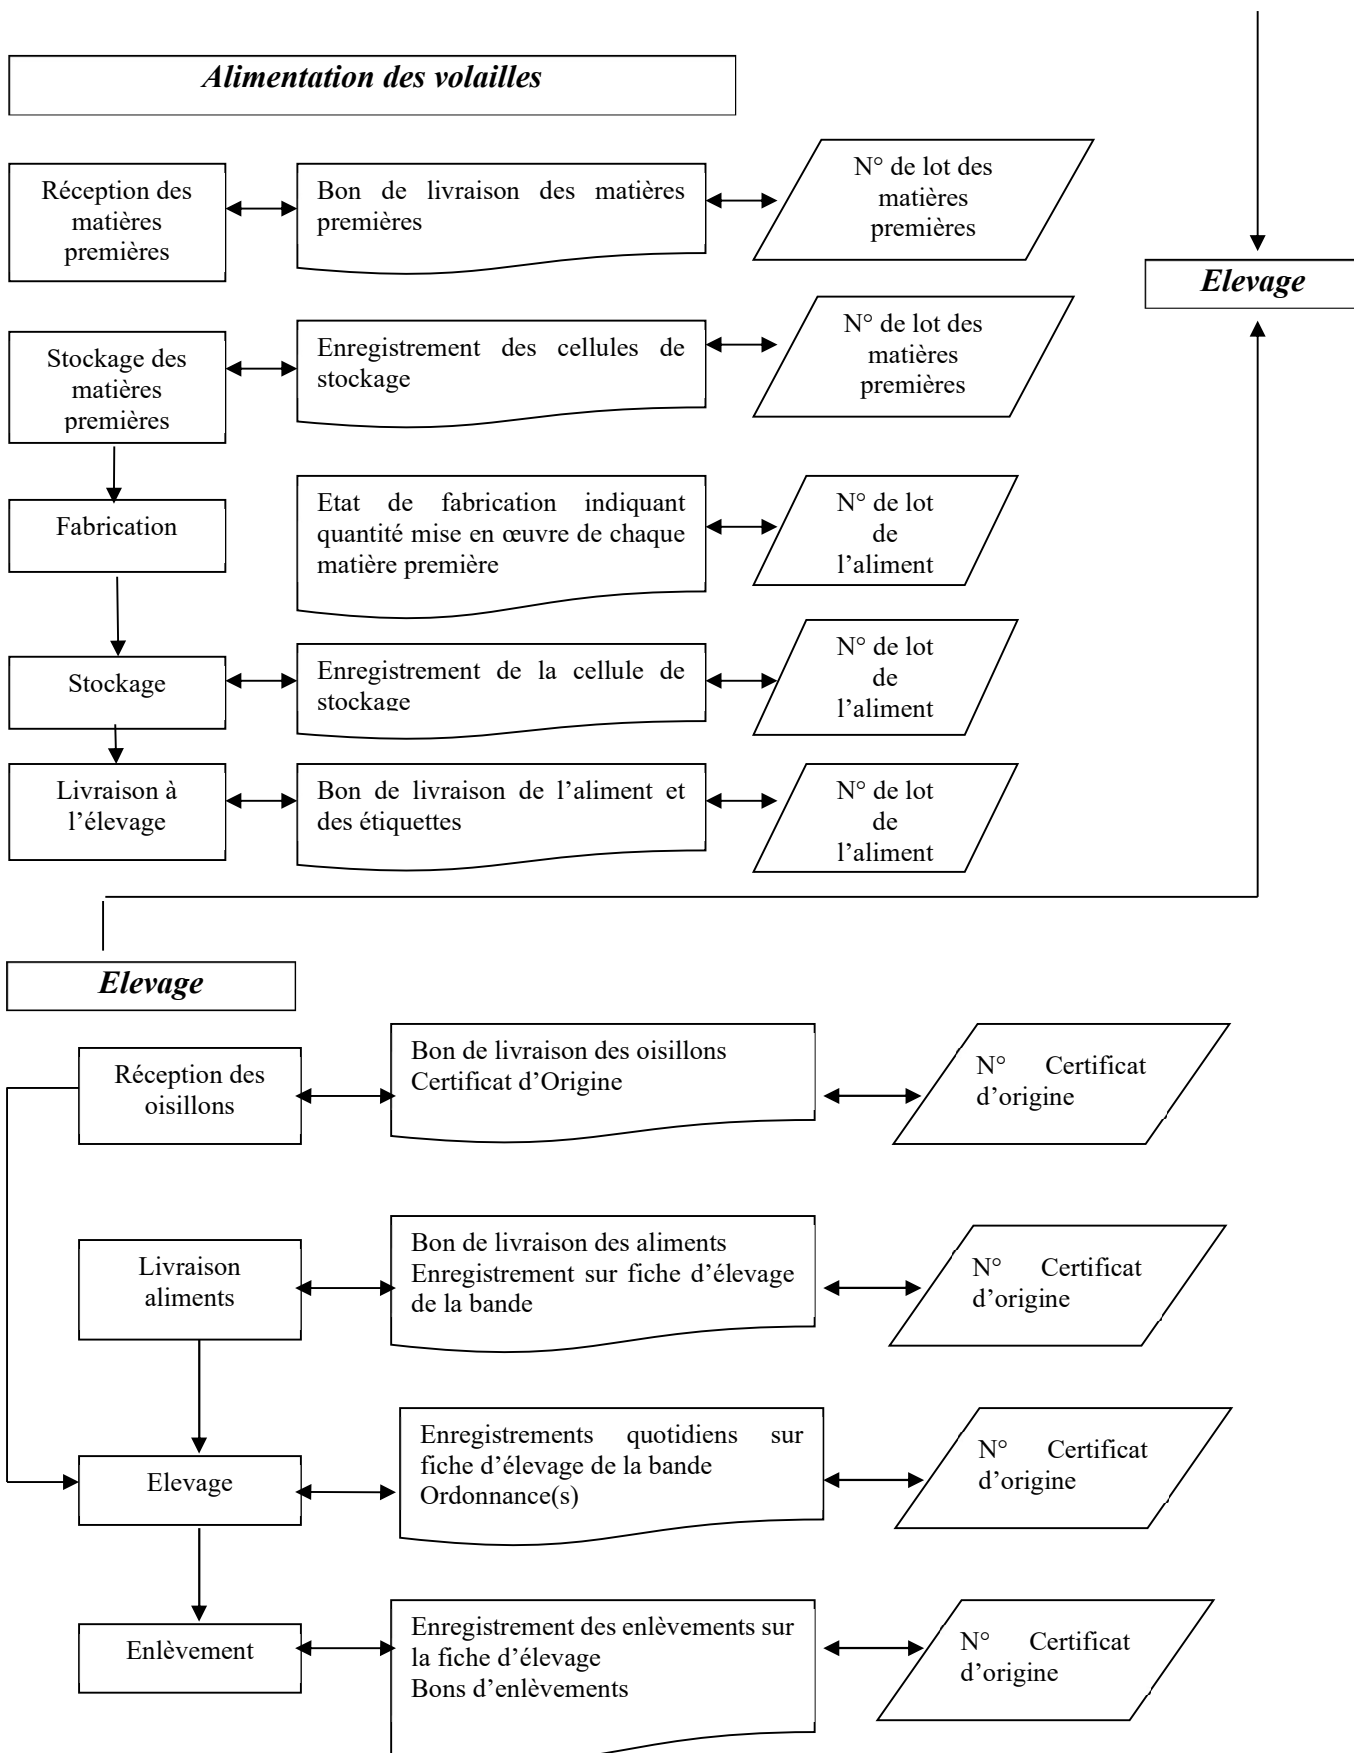 Alimentation des volailles
Réception des
matières
premières
Bon de livraison des matières
premières
N° de lot des
matières
premières
Elevage
Stockage des
matières
premières
Enregistrement des cellules de
stockage
N° de lot des
matières
premières
Fabrication
Etat de fabrication indiquant
quantité mise en œuvre de chaque
matière première
N° de lot
de
l’aliment
Stockage
Enregistrement de la cellule de
stockage
N° de lot
de
l’aliment
Livraison à
l’élevage
Bon de livraison de l’aliment et
des étiquettes
N° de lot
de
l’aliment
Elevage
Réception des
oisillons
Bon de livraison des oisillons
Certificat d’Origine
N° Certificat
d’origine
Livraison
aliments
Bon de livraison des aliments
Enregistrement sur fiche d’élevage
de la bande
N° Certificat
d’origine
Elevage
Enregistrements quotidiens sur
fiche d’élevage de la bande
Ordonnance(s)
N° Certificat
d’origine
Enlèvement
Enregistrement des enlèvements sur
la fiche d’élevage
Bons d’enlèvements
N° Certificat
d’origine